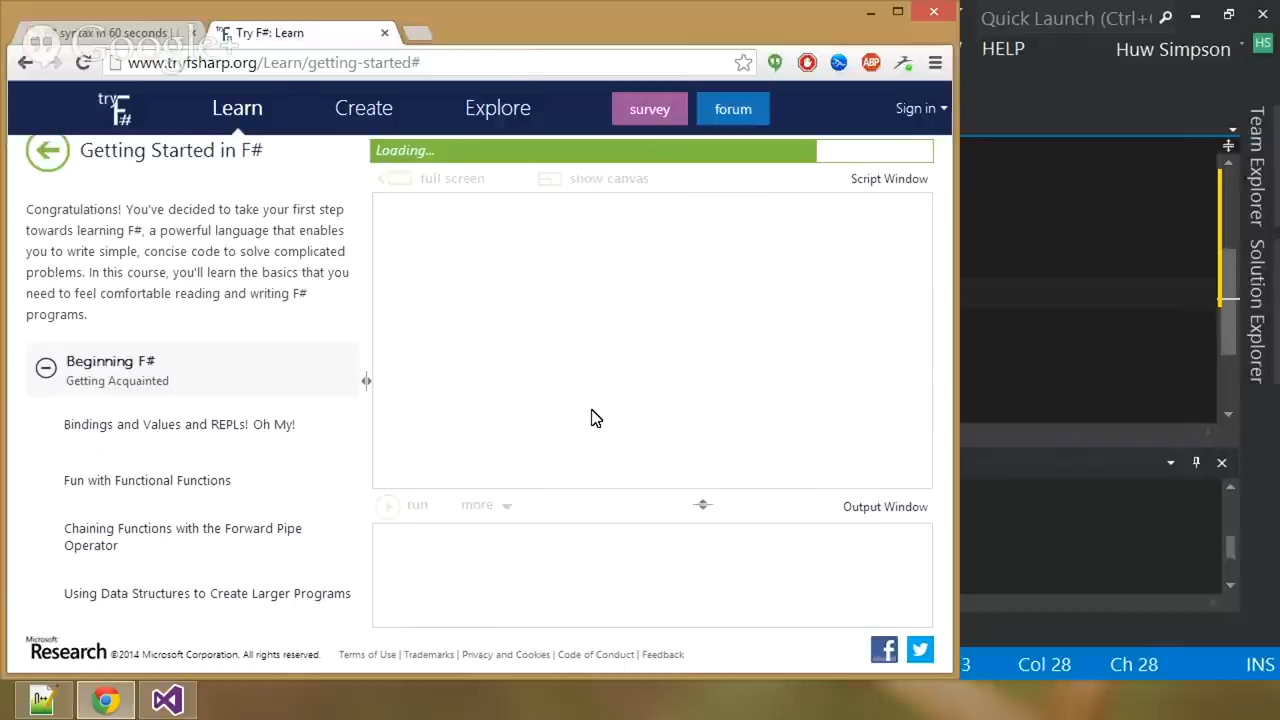 syntax in 60 seconds |
Try F#: Learn
Google+
www.tryfsharp.org/Learn/getting-started#
ABP
Quick Launch (Ctrl+
HELP
Huw Simpson
HS
try
F#
Learn
Create
Explore
survey
forum
Sign in
Getting Started in F#
Loading...
full screen
show canvas
Script Window
Congratulations! You've decided to take your first step
towards learning F#, a powerful language that enables
you to write simple, concise code to solve complicated
problems. In this course, you'll learn the basics that you
need to feel comfortable reading and writing F#
programs.
Beginning F#
Getting Acquainted
Bindings and Values and REPLs! Oh My!
Fun with Functional Functions
Chaining Functions with the Forward Pipe
Operator
Using Data Structures to Create Larger Programs
run
more
Output Window
Microsoft
Research
©2014 Microsoft Corporation. All rights reserved.
Terms of Use | Trademarks | Privacy and Cookies | Code of Conduct | Feedback
Team Explorer
Solution Explorer
3
Col 28
Ch 28
INS